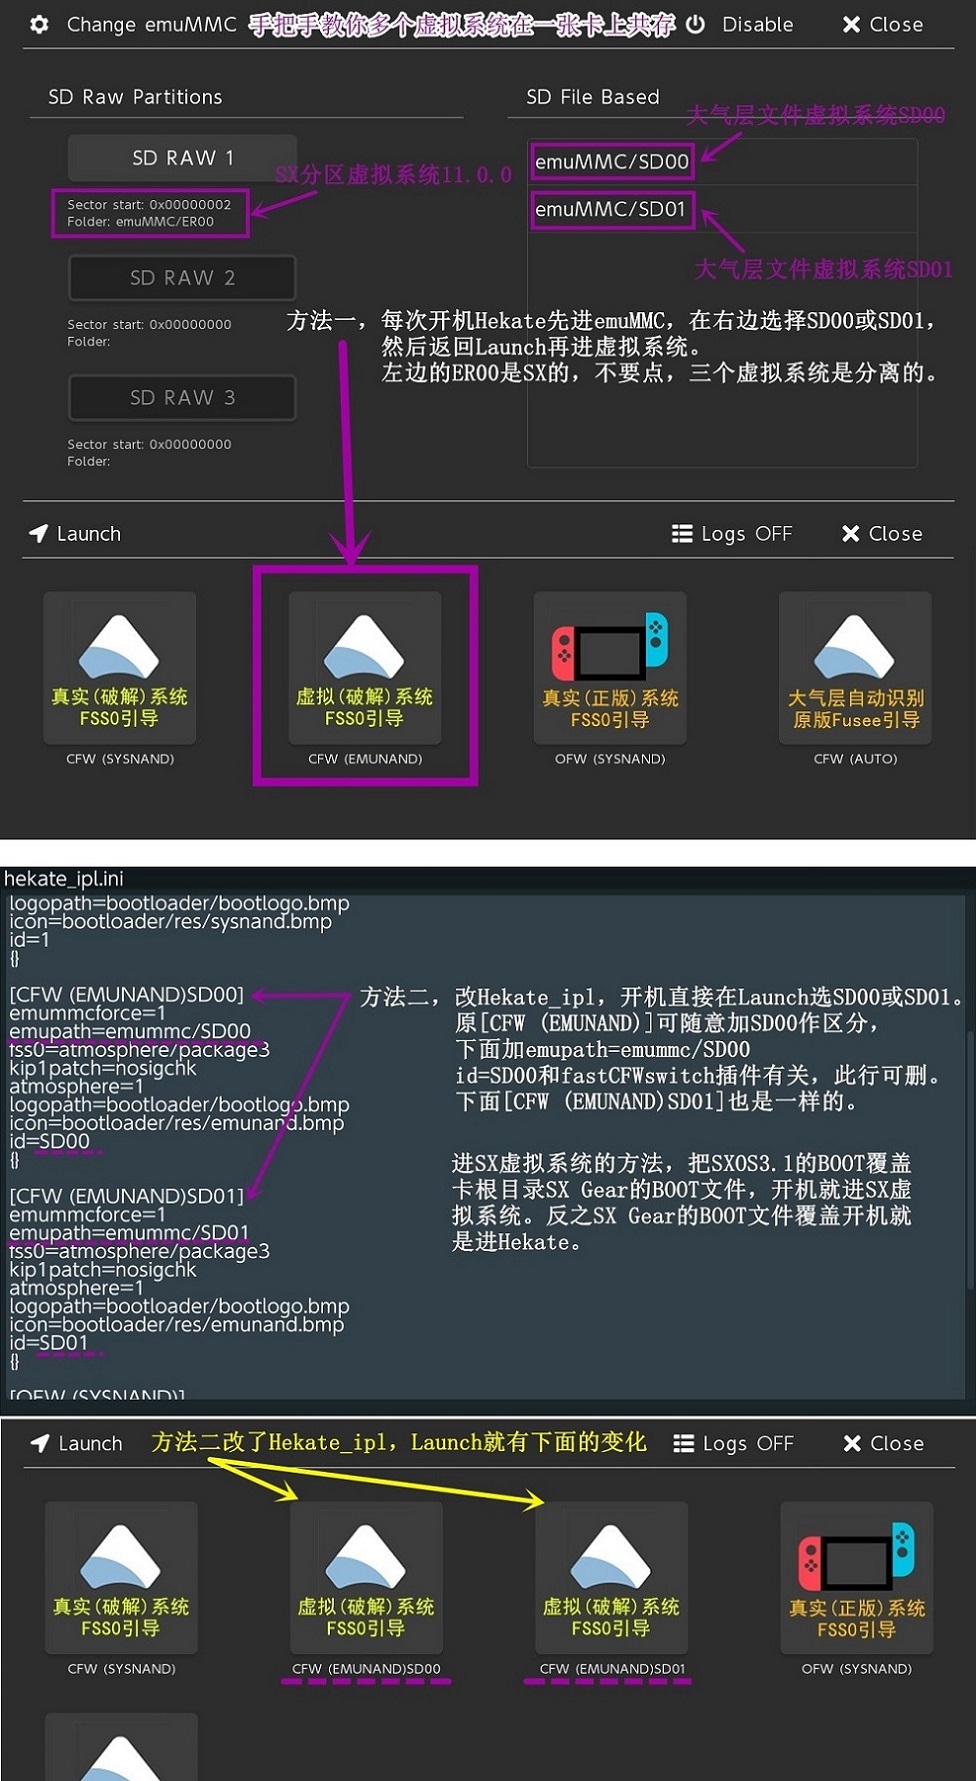 Change emuMMC 手把手教你多个虚拟系统在一张卡上共存 Disable Close
SD Raw Partitions
SD File Based
大气层文件虚拟系统SD00
SD RAW 1
emuMMC/SD00
SX分区虚拟系统11.0.0
Sector start: 0x00000002
Folder: emuMMC/ER00
emuMMC/SD01
大气层文件虚拟系统SD01
SD RAW 2
Sector start: 0x00000000
Folder:
方法一，每次开机Hekate先进emuMMC，在右边选择SD00或SD01，
然后返回Launch再进虚拟系统。
左边的ER00是SX的，不要点，三个虚拟系统是分离的。
SD RAW 3
Sector start: 0x00000000
Folder:
Launch Logs OFF Close
真实(破解)系统
FSS0引导
CFW (SYSNAND)
虚拟(破解)系统
FSS0引导
CFW (EMUNAND)
真实(正版)系统
FSS0引导
OFW (SYSNAND)
大气层自动识别
原版Fusee引导
CFW (AUTO)
hekate_ipl.ini
logopath=bootloader/bootlogo.bmp
icon=bootloader/res/sysnand.bmp
id=1
{}
[CFW (EMUNAND)SD00]
emummcforce=1
emupath=emummc/SD00
fss0=atmosphere/package3
kip1patch=nosigchk
atmosphere=1
logopath=bootloader/bootlogo.bmp
icon=bootloader/res/emunand.bmp
id=SD00
{}
[CFW (EMUNAND)SD01]
emummcforce=1
emupath=emummc/SD01
fss0=atmosphere/package3
kip1patch=nosigchk
atmosphere=1
logopath=bootloader/bootlogo.bmp
icon=bootloader/res/emunand.bmp
id=SD01
{}
[OFW (SYSNAND)]
方法二，改Hekate_ipl，开机直接在Launch选SD00或SD01。
原[CFW (EMUNAND)]可随意加SD00作区分，
下面加emupath=emummc/SD00
id=SD00和fastCFWswitch插件有关，此行可删。
下面[CFW (EMUNAND)SD01]也是一样的。
进SX虚拟系统的方法，把SXOS3.1的BOOT覆盖
卡根目录SX Gear的BOOT文件，开机就进SX虚
拟系统。反之SX Gear的BOOT文件覆盖开机就
是进Hekate。
Launch 方法二改了Hekate_ipl，Launch就有下面的变化 Logs OFF Close
真实(破解)系统
FSS0引导
CFW (SYSNAND)
虚拟(破解)系统
FSS0引导
CFW (EMUNAND)SD00
虚拟(破解)系统
FSS0引导
CFW (EMUNAND)SD01
真实(正版)系统
FSS0引导
OFW (SYSNAND)